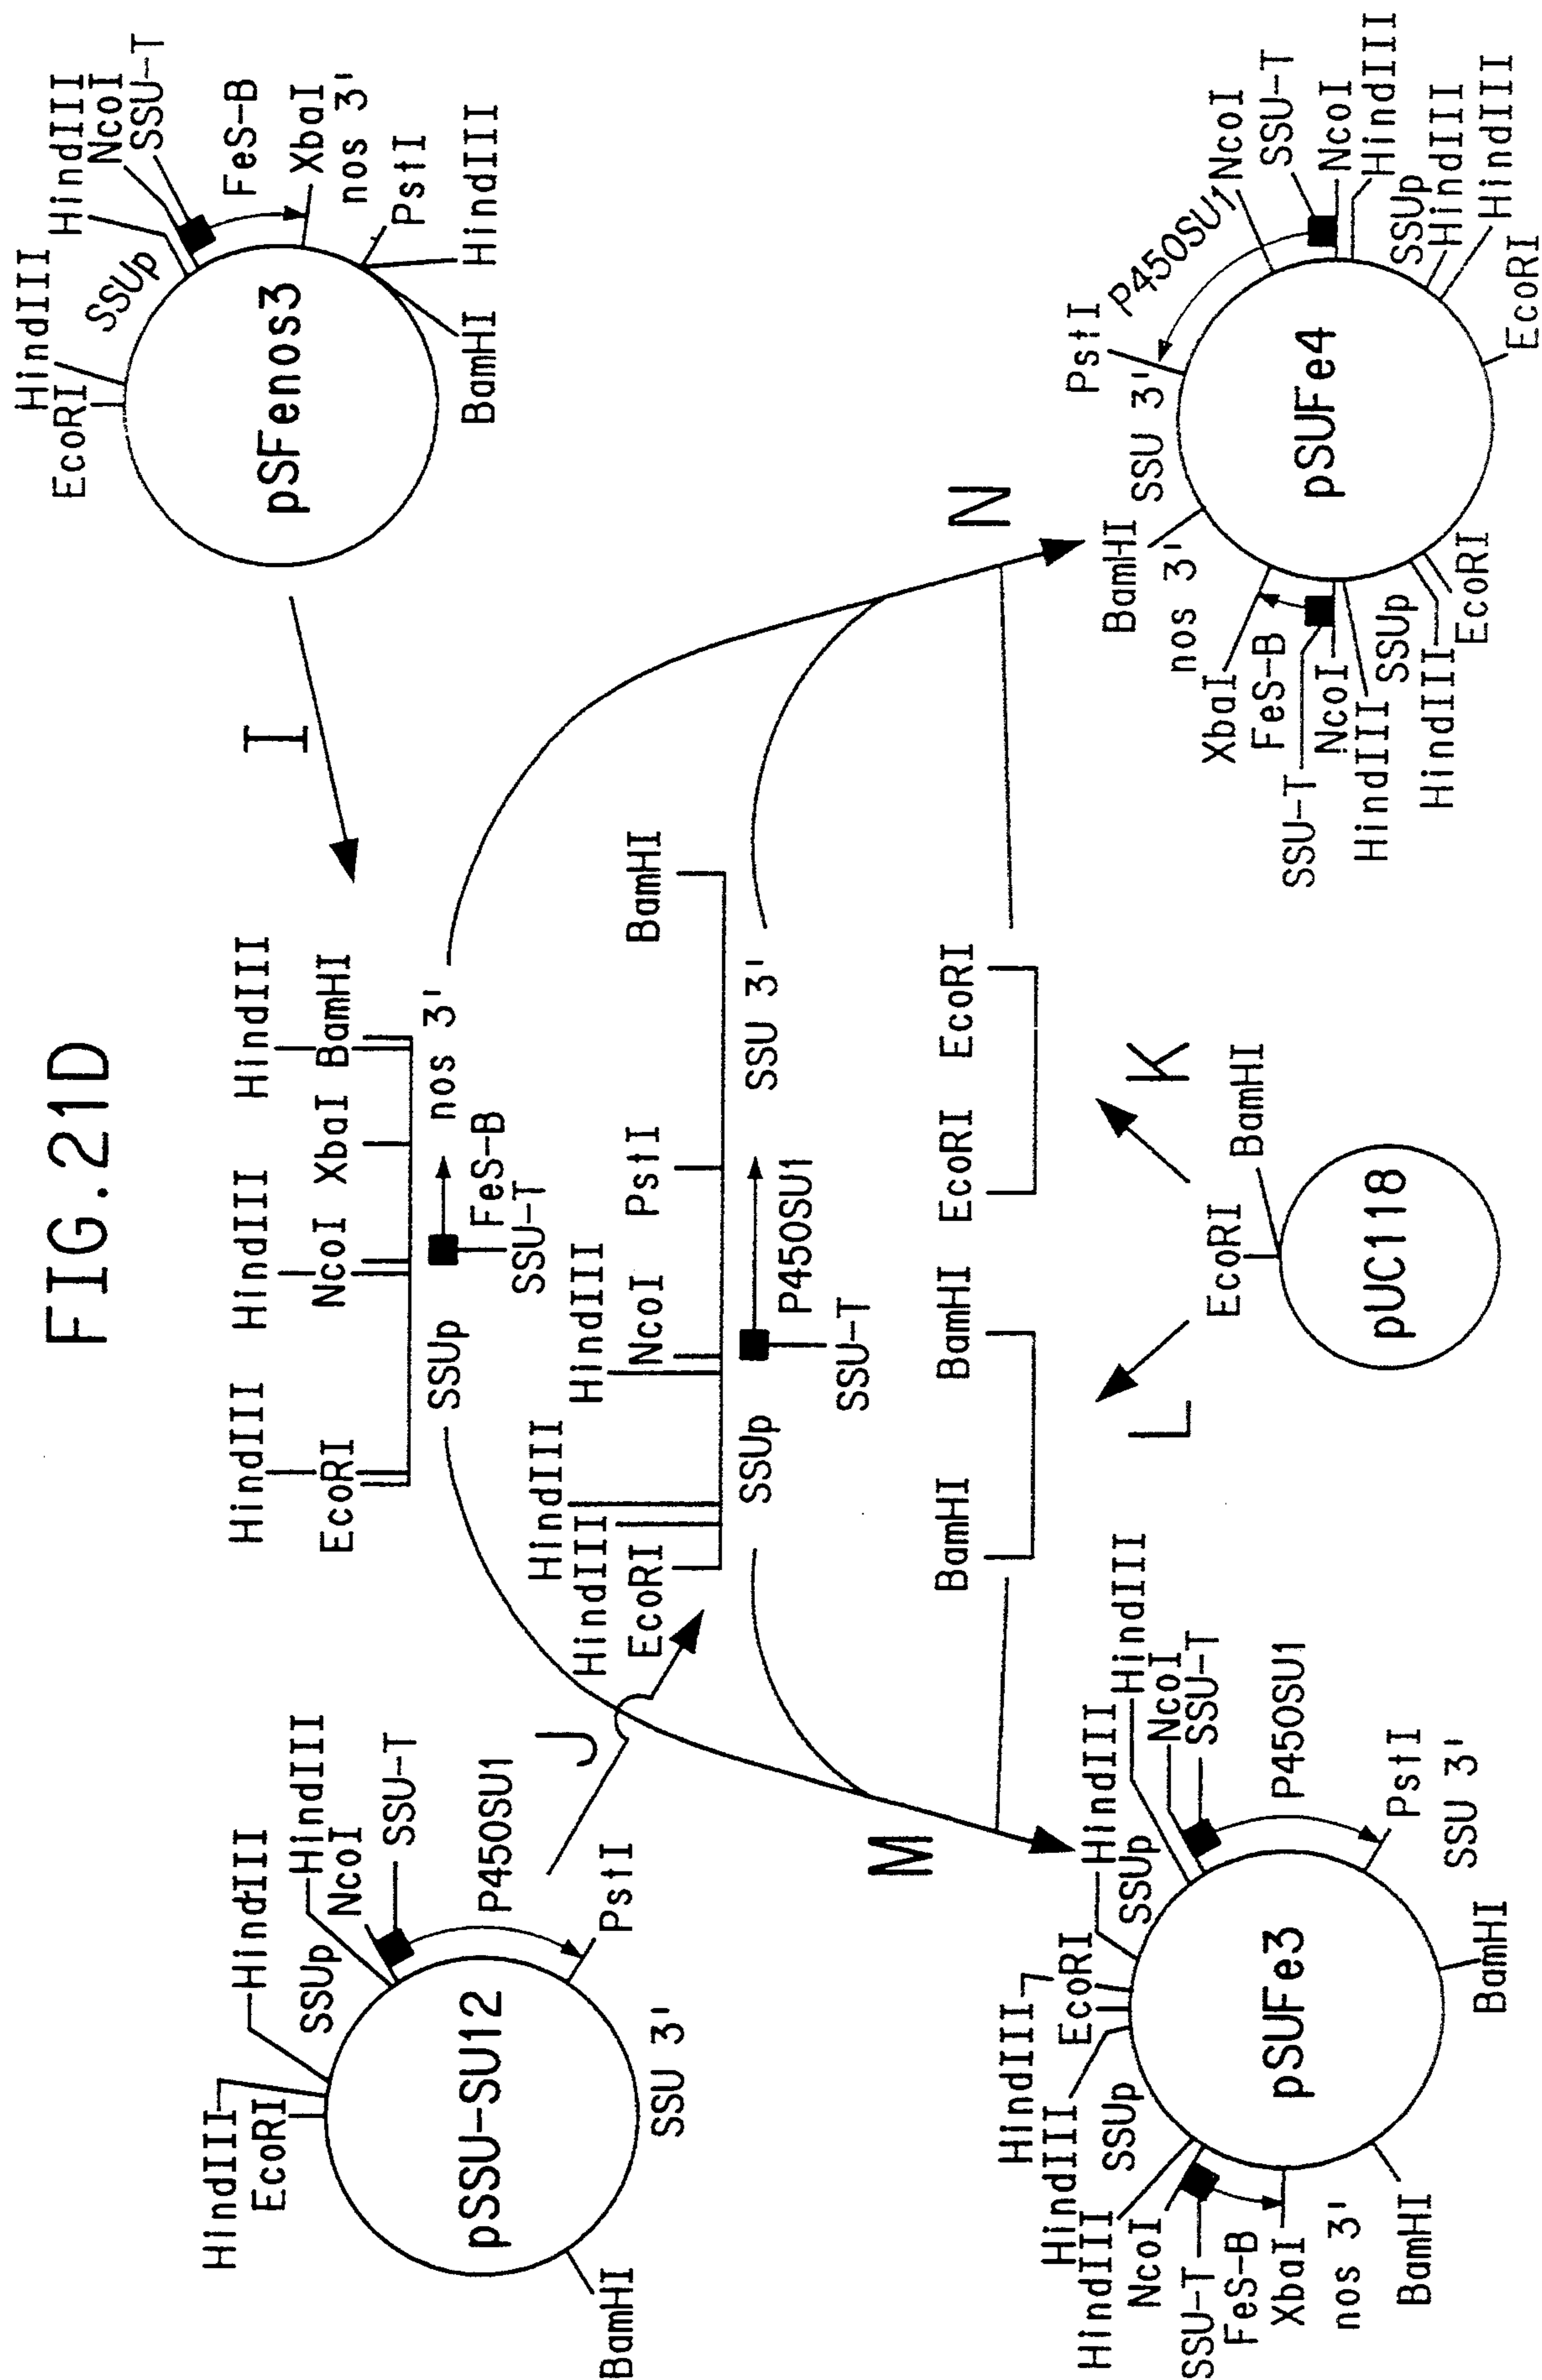 FIG.21D
HindIII
EcoRI
HindIII
SSUp
HindIII
NcoI
SSU-T
P450SU1
PstI
SSU 3'
BamHI
pSSU-SU12
J
HindIII
EcoRI
HindIII
NcoI
XbaI
HindIII
BamHI
SSUp
FeS-B
SSU-T
nos 3'
I
EcoRI
HindIII
SSUp
HindIII
HindIII
NcoI
SSU-T
FeS-B
XbaI
nos 3'
PstI
HindIII
BamHI
pSFenos3
HindIII
HindIII
EcoRI
HindIII
NcoI
PstI
BamHI
SSUp
P450SU1
SSU-T
SSU 3'
BamHI
BamHI
EcoRI
EcoRI
M
L
K
N
EcoRI
BamHI
pUC118
HindIII
EcoRI
HindIII
SSUp
HindIII
NcoI
SSU-T
P450SU1
PstI
SSU 3'
BamHI
HindIII
SSUp
HindIII
NcoI
SSU-T
FeS-B
XbaI
nos 3'
BamHI
pSUFe3
BamHI
nos 3'
XbaI
FeS-B
SSU-T
NcoI
HindIII
SSUp
HindIII
EcoRI
SSU 3'
PstI
P450SU1
NcoI
SSU-T
NcoI
HindIII
SSUp
HindIII
HindIII
EcoRI
pSUFe4